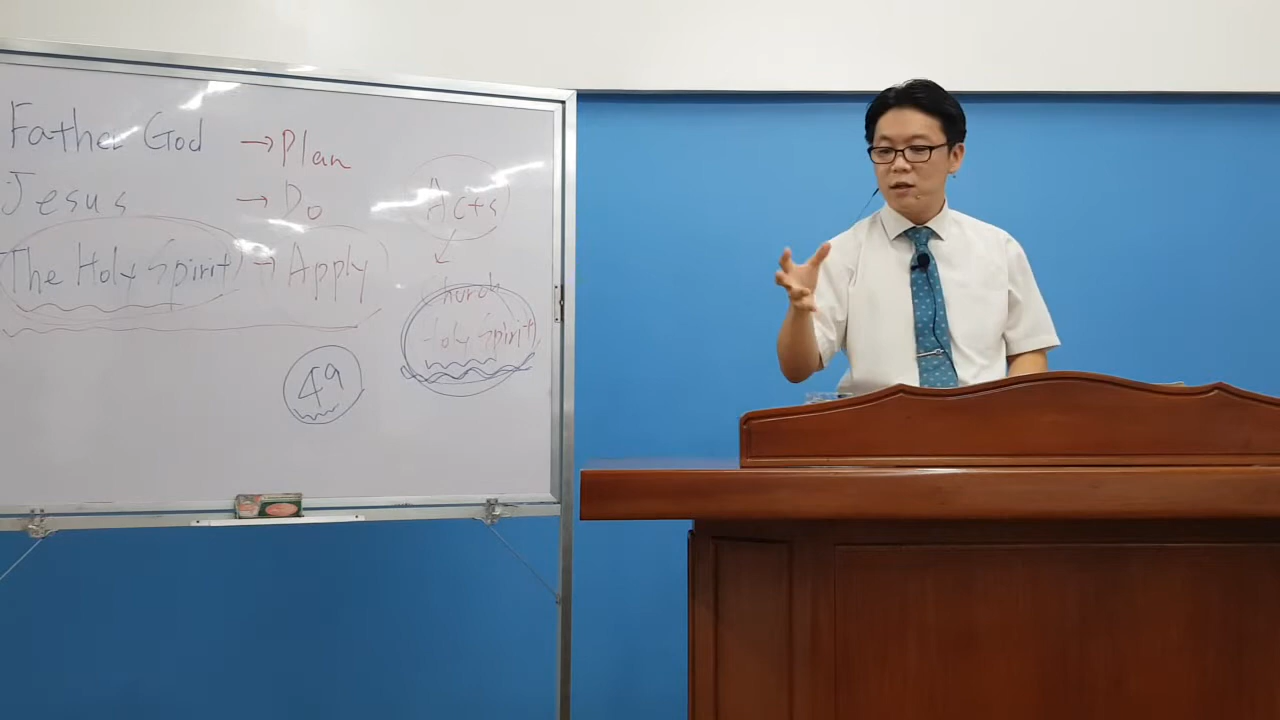 Father God → Plan
Jesus → Do
The Holy Spirit → Apply
Acts
Church
Holy Spirit
49